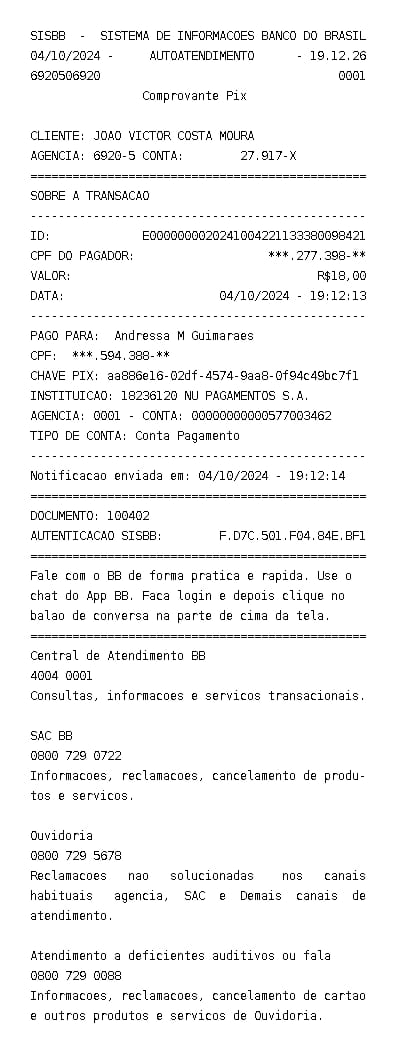 SISBB - SISTEMA DE INFORMACOES BANCO DO BRASIL
04/10/2024 - AUTOATENDIMENTO - 19.12.26
6920506920 0001
Comprovante Pix
CLIENTE: JOAO VICTOR COSTA MOURA
AGENCIA: 6920-5 CONTA: 27.917-X
================================================
SOBRE A TRANSACAO
------------------------------------------------
ID: E0000000020241004221133380098421
CPF DO PAGADOR: ***.277.398-**
VALOR: R$18,00
DATA: 04/10/2024 - 19:12:13
------------------------------------------------
PAGO PARA: Andressa M Guimaraes
CPF: ***.594.388-**
CHAVE PIX: aa886e16-02df-4574-9aa8-0f94c49bc7f1
INSTITUICAO: 18236120 NU PAGAMENTOS S.A.
AGENCIA: 0001 - CONTA: 00000000000577003462
TIPO DE CONTA: Conta Pagamento
------------------------------------------------
Notificacao enviada em: 04/10/2024 - 19:12:14
================================================
DOCUMENTO: 100402
AUTENTICACAO SISBB: F.D7C.501.F04.84E.BF1
================================================
Fale com o BB de forma pratica e rapida. Use o
chat do App BB. Faca login e depois clique no
balao de conversa na parte de cima da tela.
================================================
Central de Atendimento BB
4004 0001
Consultas, informacoes e servicos transacionais.
SAC BB
0800 729 0722
Informacoes, reclamacoes, cancelamento de produ-
tos e servicos.
Ouvidoria
0800 729 5678
Reclamacoes nao solucionadas nos canais
habituais agencia, SAC e Demais canais de
atendimento.
Atendimento a deficientes auditivos ou fala
0800 729 0088
Informacoes, reclamacoes, cancelamento de cartao
e outros produtos e servicos de Ouvidoria.